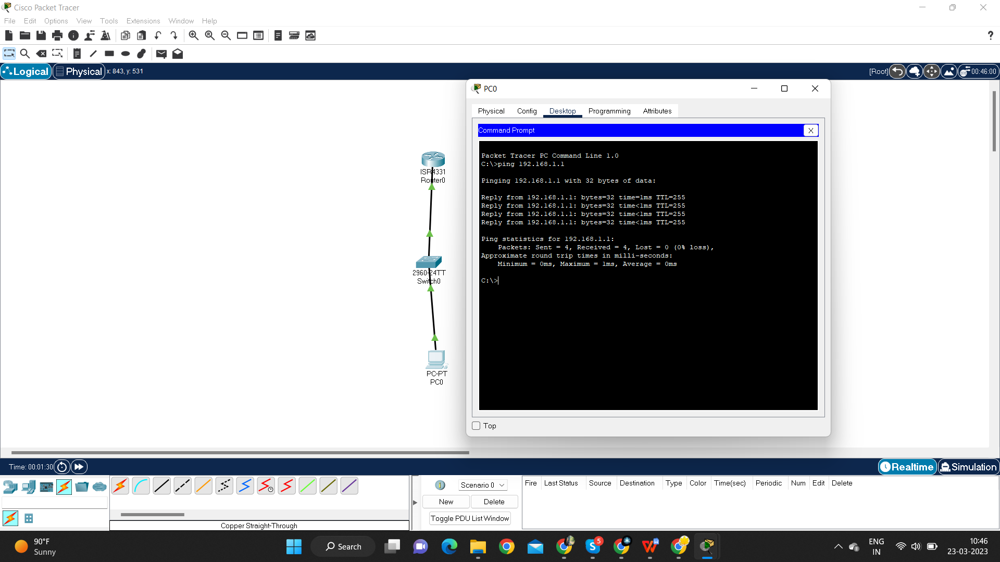 Cisco Packet Tracer
File Edit Options View Tools Extensions Window Help
?
Logical Physical x: 843, y: 531 [Root] 00:46:00
PC0
Physical Config Desktop Programming Attributes
Command Prompt X
Packet Tracer PC Command Line 1.0
C:\>ping 192.168.1.1
Pinging 192.168.1.1 with 32 bytes of data:
Reply from 192.168.1.1: bytes=32 time=1ms TTL=255
Reply from 192.168.1.1: bytes=32 time<1ms TTL=255
Reply from 192.168.1.1: bytes=32 time<1ms TTL=255
Reply from 192.168.1.1: bytes=32 time<1ms TTL=255
Ping statistics for 192.168.1.1:
Packets: Sent = 4, Received = 4, Lost = 0 (0% loss),
Approximate round trip times in milli-seconds:
Minimum = 0ms, Maximum = 1ms, Average = 0ms
C:\>
Top
ISR4331
Router0
2960-24TT
Switch0
PC-PT
PC0
Time: 00:01:30 Realtime Simulation
1 Scenario 0
New Delete
Toggle PDU List Window
Fire Last Status Source Destination Type Color Time(sec) Periodic Num Edit Delete
Copper Straight-Through
90°F
Sunny
Search
5
ENG
IN
10:46
23-03-2023